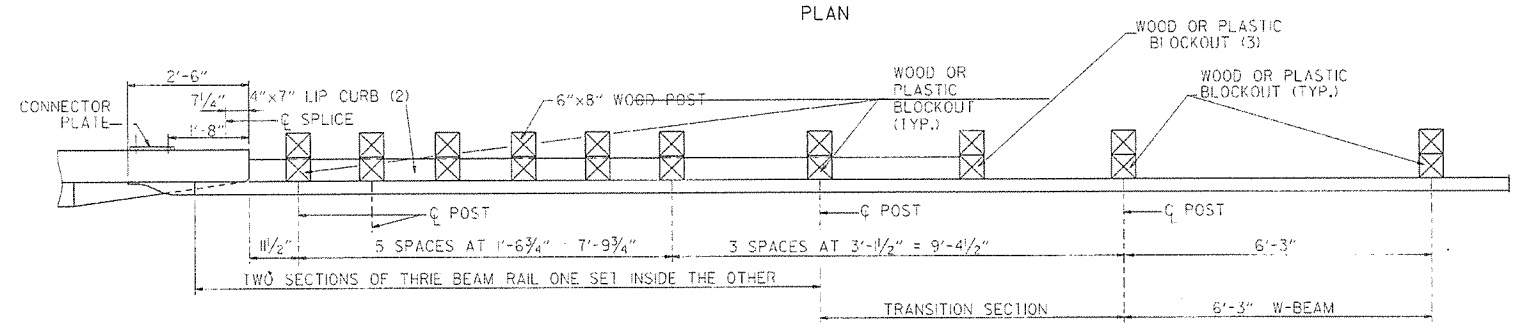 PLAN
WOOD OR PLASTIC
BLOCKOUT (3)
2'-6"
WOOD OR
PLASTIC
BLOCKOUT
(TYP.)
WOOD OR PLASTIC
BLOCKOUT (TYP.)
CONNECTOR
PLATE
7¼"
4"×7" LIP CURB (2)
6"×8" WOOD POST
1'-8"
℄ SPLICE
℄ POST
℄ POST
℄ POST
11½"
5 SPACES AT 1'-6¾" - 7'-9¾"
3 SPACES AT 3'-1½" = 9'-4½"
6'-3"
TWO SECTIONS OF THRIE BEAM RAIL ONE SET INSIDE THE OTHER
TRANSITION SECTION
6'-3" W-BEAM